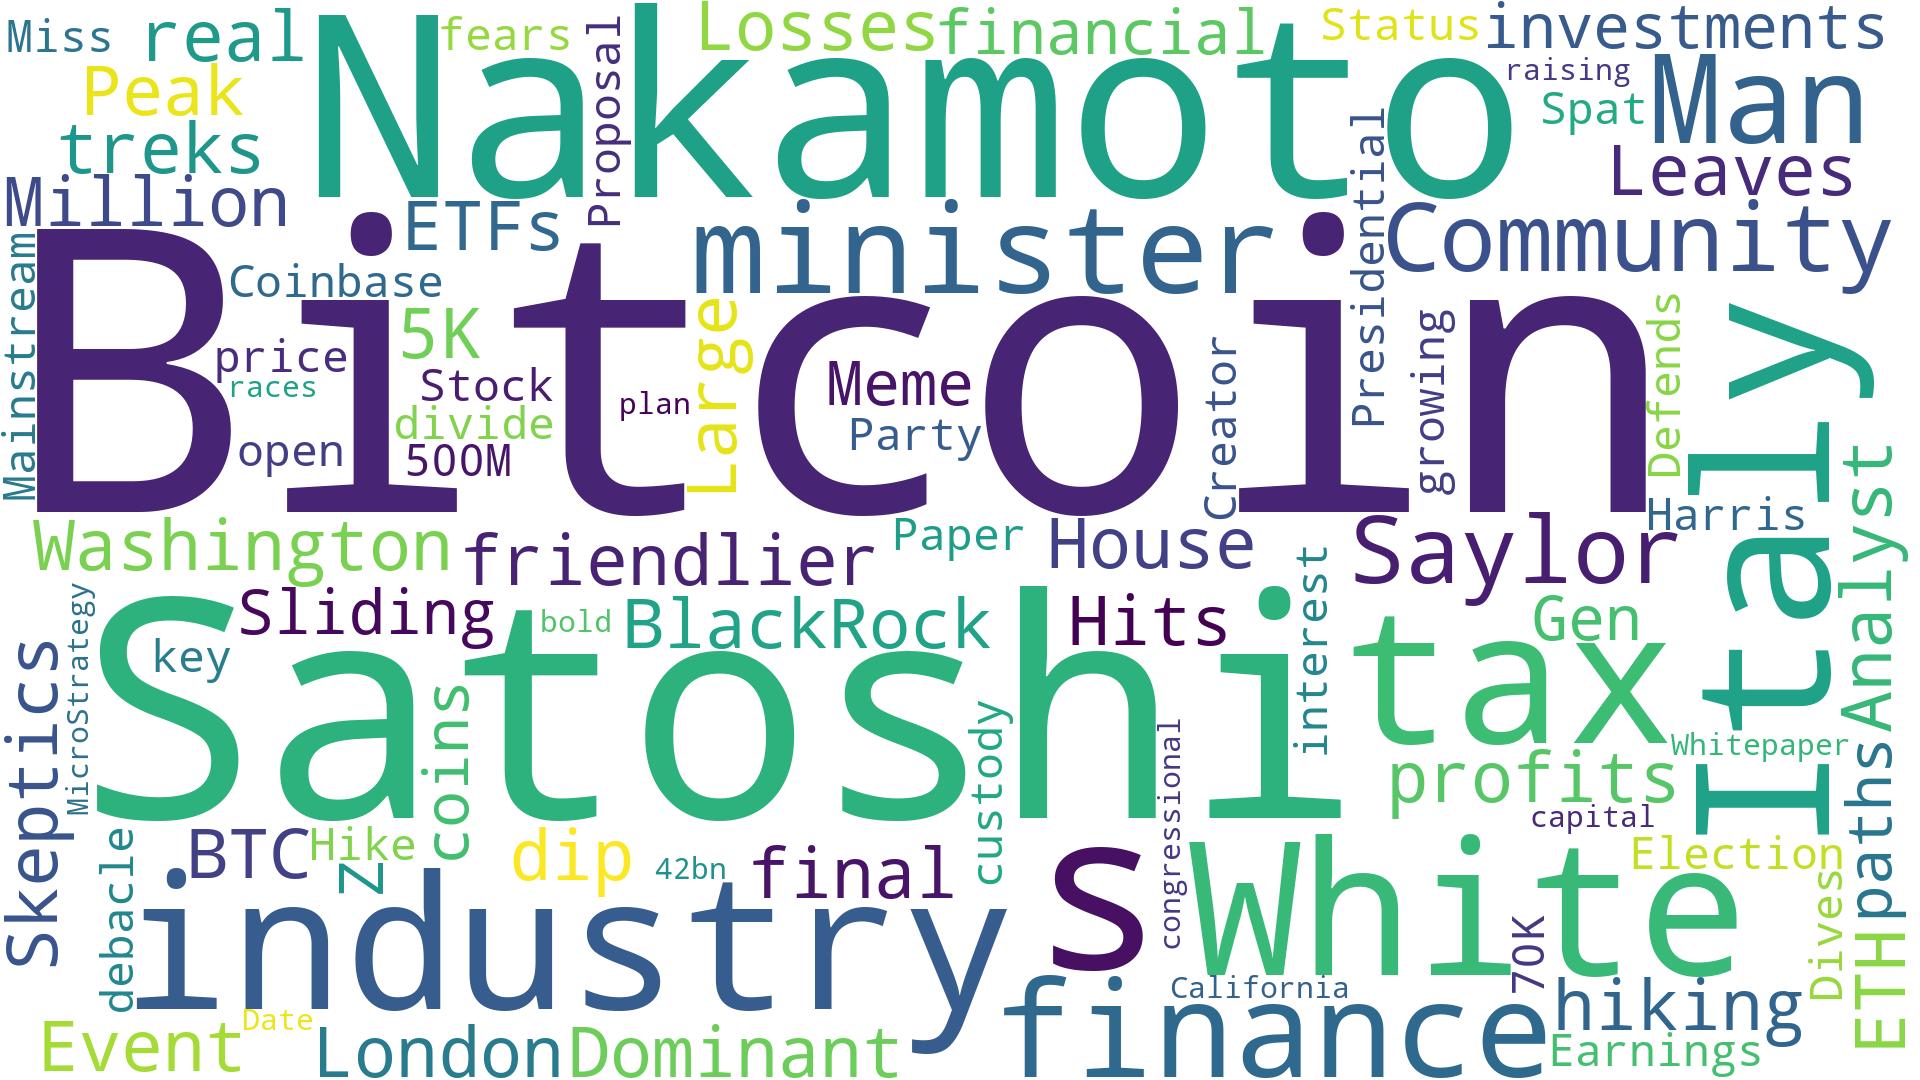 Miss
real
Nakamoto
fears
Proposal
Losses
financial
Status
investments
Peak
raising
Man
treks
Spat
Million
ETFs
minister
Presidential
Leaves
Community
Mainstream
Bitcoin
Coinbase
5K
Large
price
races
Stock
plan
Meme
divide
Party
open
500M
Creator
growing
Defends
Italy
Washington
friendlier
Paper
House
Saylor
Harris
Analyst
Skeptics
MicroStrategy
Satoshi
Sliding
bold
BlackRock
Hits
interest
Gen
tax
key
coins
custody
congressional
Whitepaper
profits
paths
capital
debacle
BTC
Hike
Z
dip
42bn
final
s
White
Election
industry
70K
Dives
ETH
California
finance
hiking
Event
Date
London
Dominant
Earnings